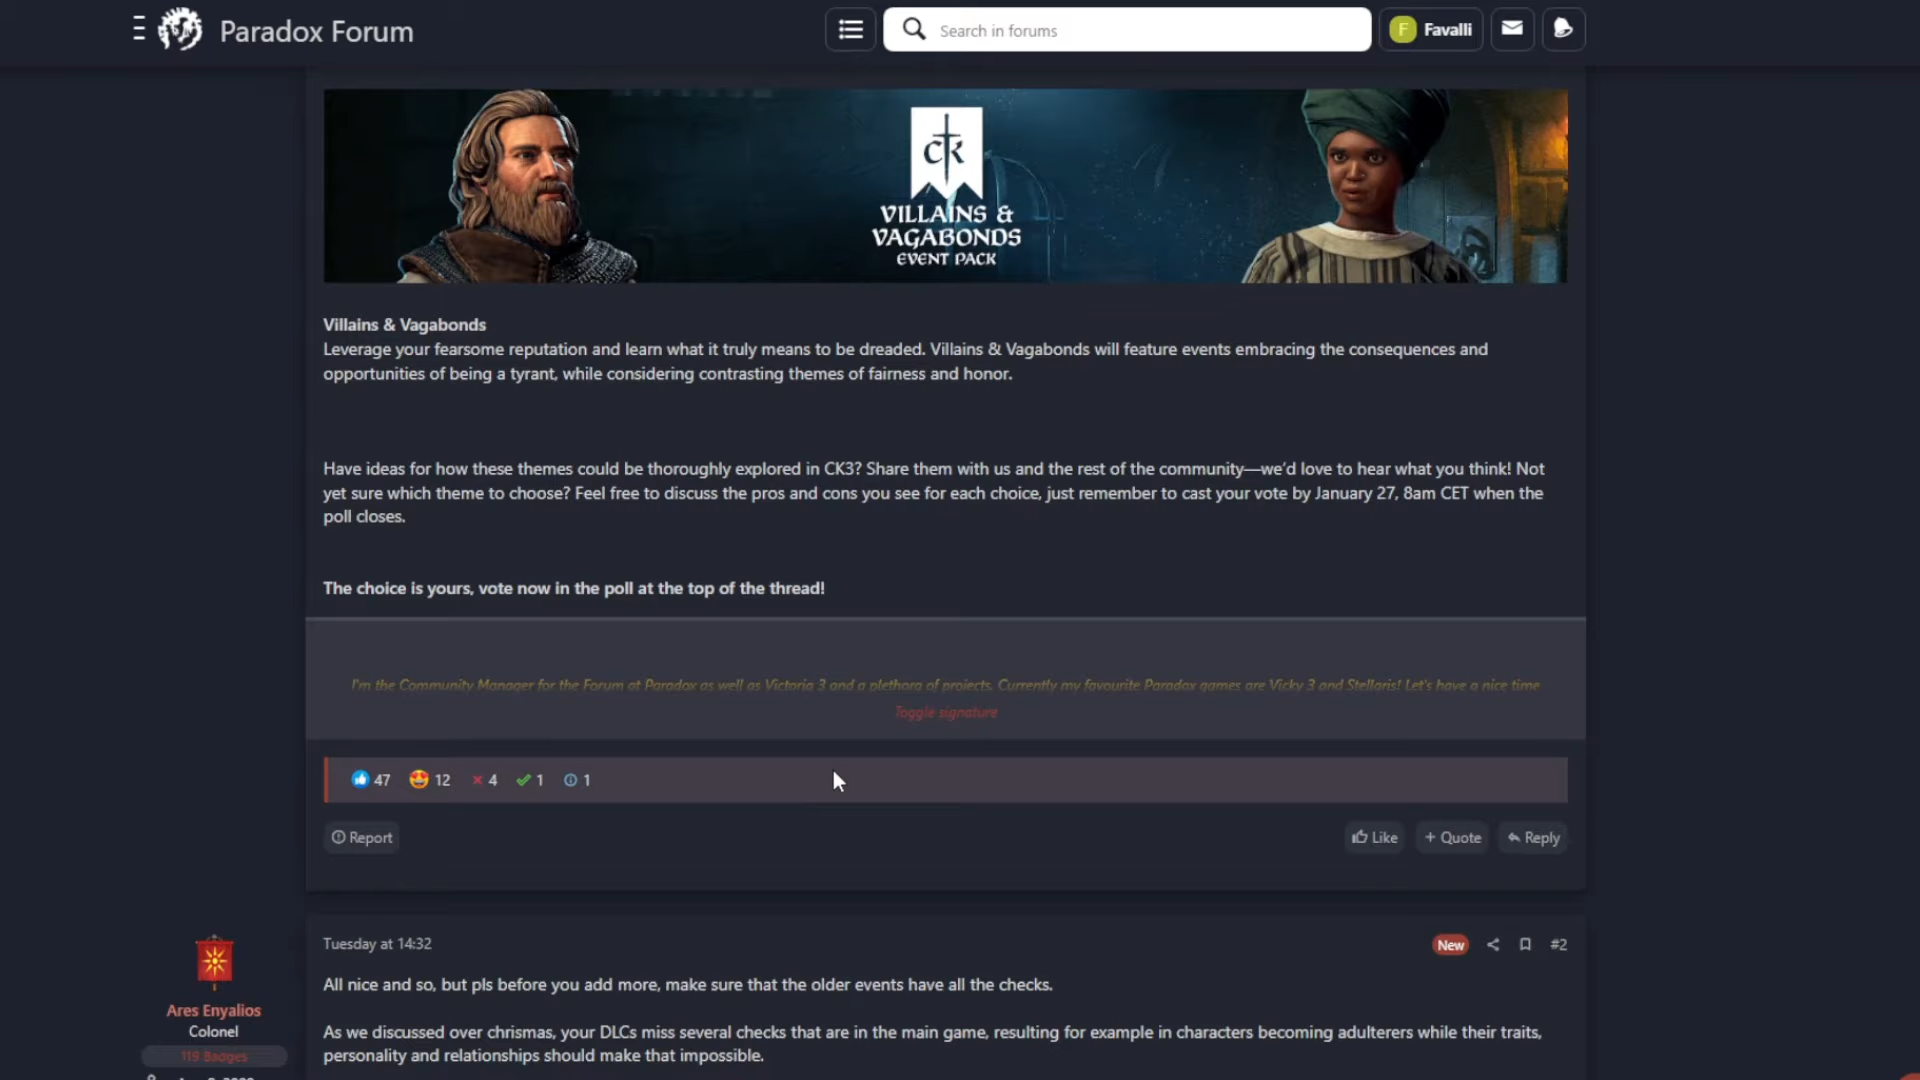 Paradox Forum
Search in forums
F
Favalli
CK
VILLAINS &
VAGABONDS
EVENT PACK
Villains & Vagabonds
Leverage your fearsome reputation and learn what it truly means to be dreaded. Villains & Vagabonds will feature events embracing the consequences and
opportunities of being a tyrant, while considering contrasting themes of fairness and honor.
Have ideas for how these themes could be thoroughly explored in CK3? Share them with us and the rest of the community—we'd love to hear what you think! Not
yet sure which theme to choose? Feel free to discuss the pros and cons you see for each choice, just remember to cast your vote by January 27, 8am CET when the
poll closes.
The choice is yours, vote now in the poll at the top of the thread!
I'm the Community Manager for the Forum at Paradox as well as Victoria 3 and a plethora of projects. Currently my favourite Paradox games are Vicky 3 and Stellaris! Let's have a nice time
Toggle signature
47 12 4 1 1
Report
Like + Quote Reply
Tuesday at 14:32
New #2
All nice and so, but pls before you add more, make sure that the older events have all the checks.
Ares Enyalios
Colonel
119 Badges
As we discussed over chrismas, your DLCs miss several checks that are in the main game, resulting for example in characters becoming adulterers while their traits,
personality and relationships should make that impossible.